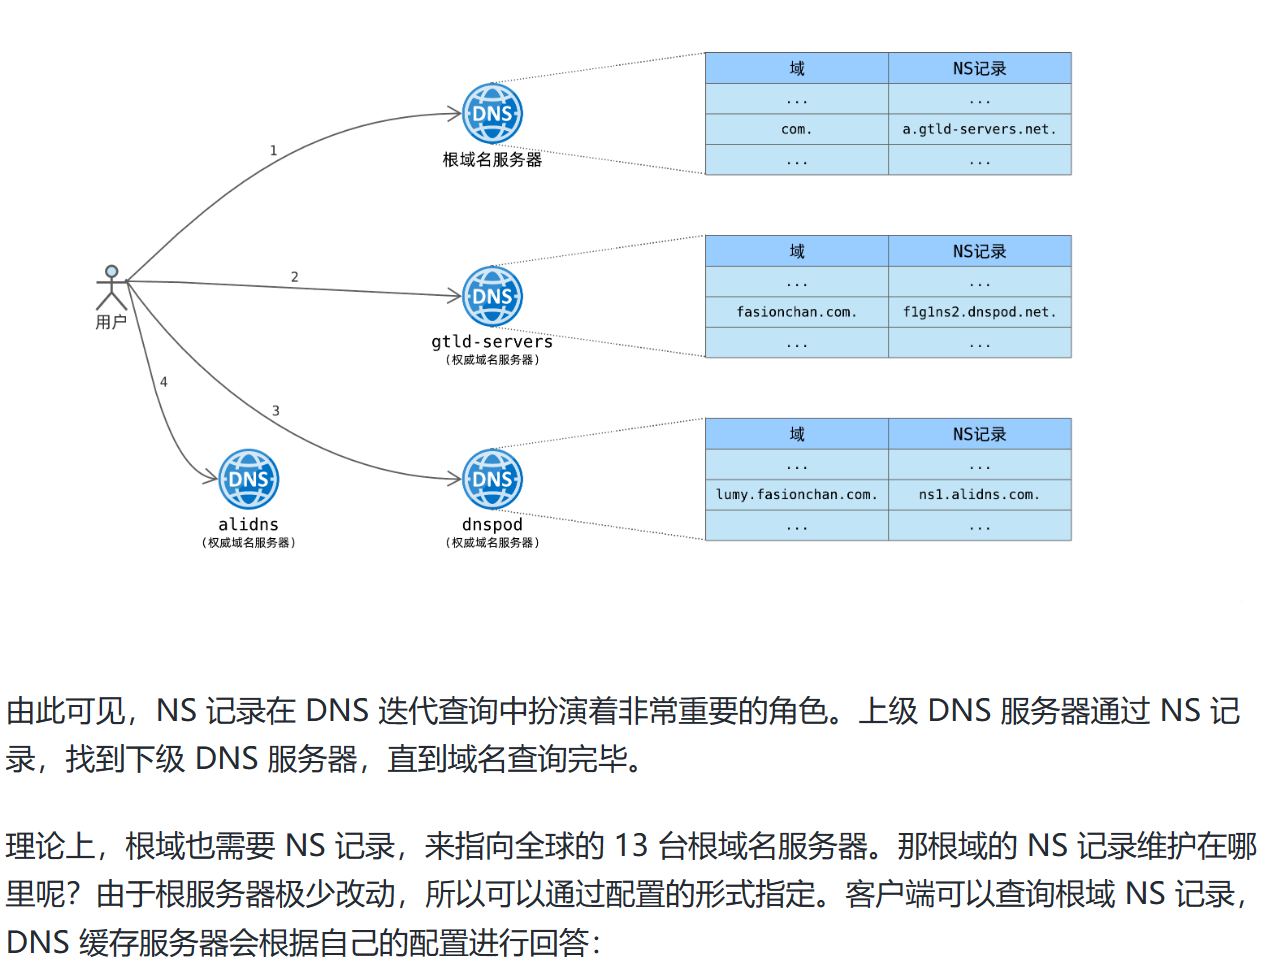 域 NS记录
... ...
com. a.gtld-servers.net.
... ...
DNS
根域名服务器
1
域 NS记录
... ...
fasionchan.com. f1g1ns2.dnspod.net.
... ...
DNS
gtld-servers
(权威域名服务器)
2
用户
4
3
域 NS记录
... ...
lumy.fasionchan.com. ns1.alidns.com.
... ...
DNS
alidns
(权威域名服务器)
DNS
dnspod
(权威域名服务器)
由此可见，NS 记录在 DNS 迭代查询中扮演着非常重要的角色。上级 DNS 服务器通过 NS 记
录，找到下级 DNS 服务器，直到域名查询完毕。
理论上，根域也需要 NS 记录，来指向全球的 13 台根域名服务器。那根域的 NS 记录维护在哪
里呢？由于根服务器极少改动，所以可以通过配置的形式指定。客户端可以查询根域 NS 记录，
DNS 缓存服务器会根据自己的配置进行回答：